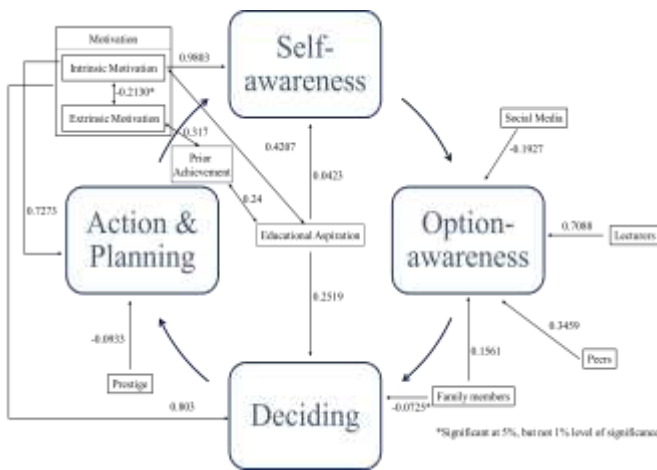 Motivation
Intrinsic Motivation
-0.2130*
Extrinsic Motivation
0.9803
Self-
awareness
0.317
Prior
Achievement
0.4207
0.0423
0.24
Social Media
-0.1927
0.7273
Action &
Planning
Educational Aspiration
Option-
awareness
0.7088
Lecturers
0.2519
-0.0933
Prestige
0.1561
0.3459
Peers
0.803
Deciding
-0.0725*
Family members
*Significant at 5%, but not 1% level of significance